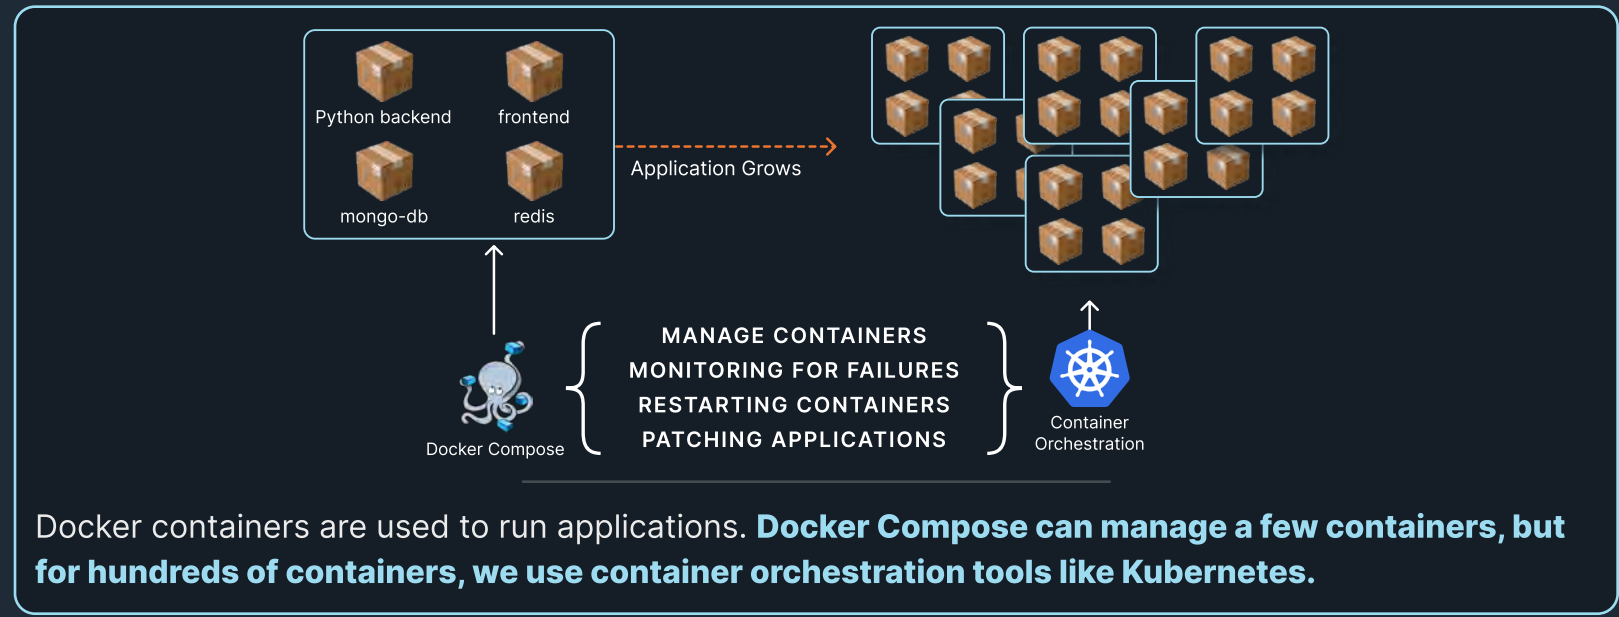 Python backend
frontend
mongo-db
redis
Application Grows
MANAGE CONTAINERS
MONITORING FOR FAILURES
RESTARTING CONTAINERS
PATCHING APPLICATIONS
Docker Compose
Container
Orchestration
Docker containers are used to run applications. Docker Compose can manage a few containers, but
for hundreds of containers, we use container orchestration tools like Kubernetes.